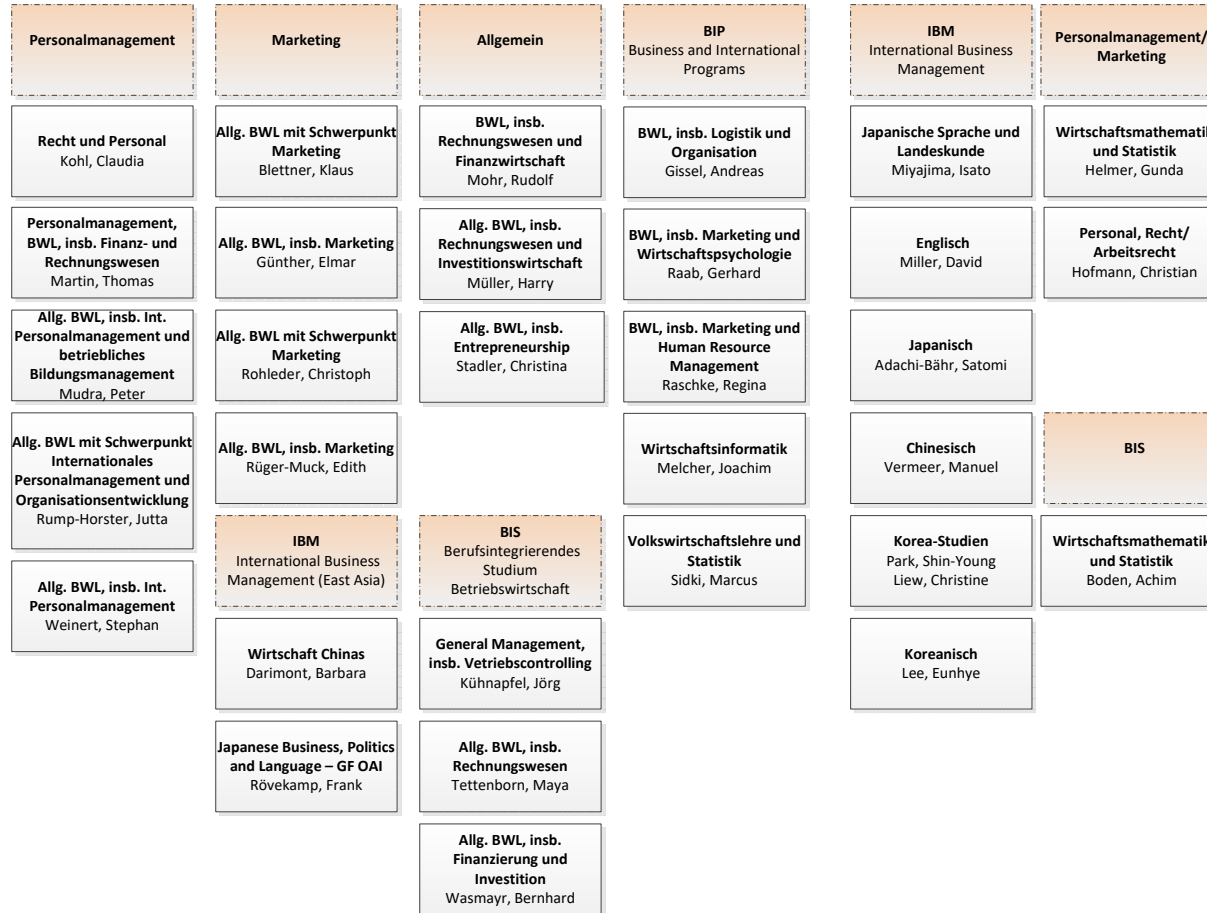 Personalmanagement
Recht und Personal
Kohl, Claudia
Personalmanagement,
BWL, insb. Finanz- und
Rechnungswesen
Martin, Thomas
Allg. BWL, insb. Int.
Personalmanagement und
betriebliches
Bildungsmanagement
Mudra, Peter
Allg. BWL mit Schwerpunkt
Internationales
Personalmanagement und
Organisationsentwicklung
Rump-Horster, Jutta
Allg. BWL, insb. Int.
Personalmanagement
Weinert, Stephan
Marketing
Allg. BWL mit Schwerpunkt
Marketing
Blettner, Klaus
Allg. BWL, insb. Marketing
Günther, Elmar
Allg. BWL mit Schwerpunkt
Marketing
Rohleder, Christoph
Allg. BWL, insb. Marketing
Rüger-Muck, Edith
IBM
International Business
Management (East Asia)
Wirtschaft Chinas
Darimont, Barbara
Japanese Business, Politics
and Language – GF OAI
Rövekamp, Frank
Allgemein
BWL, insb.
Rechnungswesen und
Finanzwirtschaft
Mohr, Rudolf
Allg. BWL, insb.
Rechnungswesen und
Investitionswirtschaft
Müller, Harry
Allg. BWL, insb.
Entrepreneurship
Stadler, Christina
BIS
Berufsintegrierendes
Studium
Betriebswirtschaft
General Management,
insb. Vetriebscontrolling
Kühnapfel, Jörg
Allg. BWL, insb.
Rechnungswesen
Tettenborn, Maya
Allg. BWL, insb.
Finanzierung und
Investition
Wasmayr, Bernhard
BIP
Business and International
Programs
BWL, insb. Logistik und
Organisation
Gissel, Andreas
BWL, insb. Marketing und
Wirtschaftspsychologie
Raab, Gerhard
BWL, insb. Marketing und
Human Resource
Management
Raschke, Regina
Wirtschaftsinformatik
Melcher, Joachim
Volkswirtschaftslehre und
Statistik
Sidki, Marcus
IBM
International Business
Management
Japanische Sprache und
Landeskunde
Miyajima, Isato
Englisch
Miller, David
Japanisch
Adachi-Bähr, Satomi
Chinesisch
Vermeer, Manuel
Korea-Studien
Park, Shin-Young
Liew, Christine
Koreanisch
Lee, Eunhye
Personalmanagement/
Marketing
Wirtschaftsmathematik
und Statistik
Helmer, Gunda
Personal, Recht/
Arbeitsrecht
Hofmann, Christian
BIS
Wirtschaftsmathematik
und Statistik
Boden, Achim